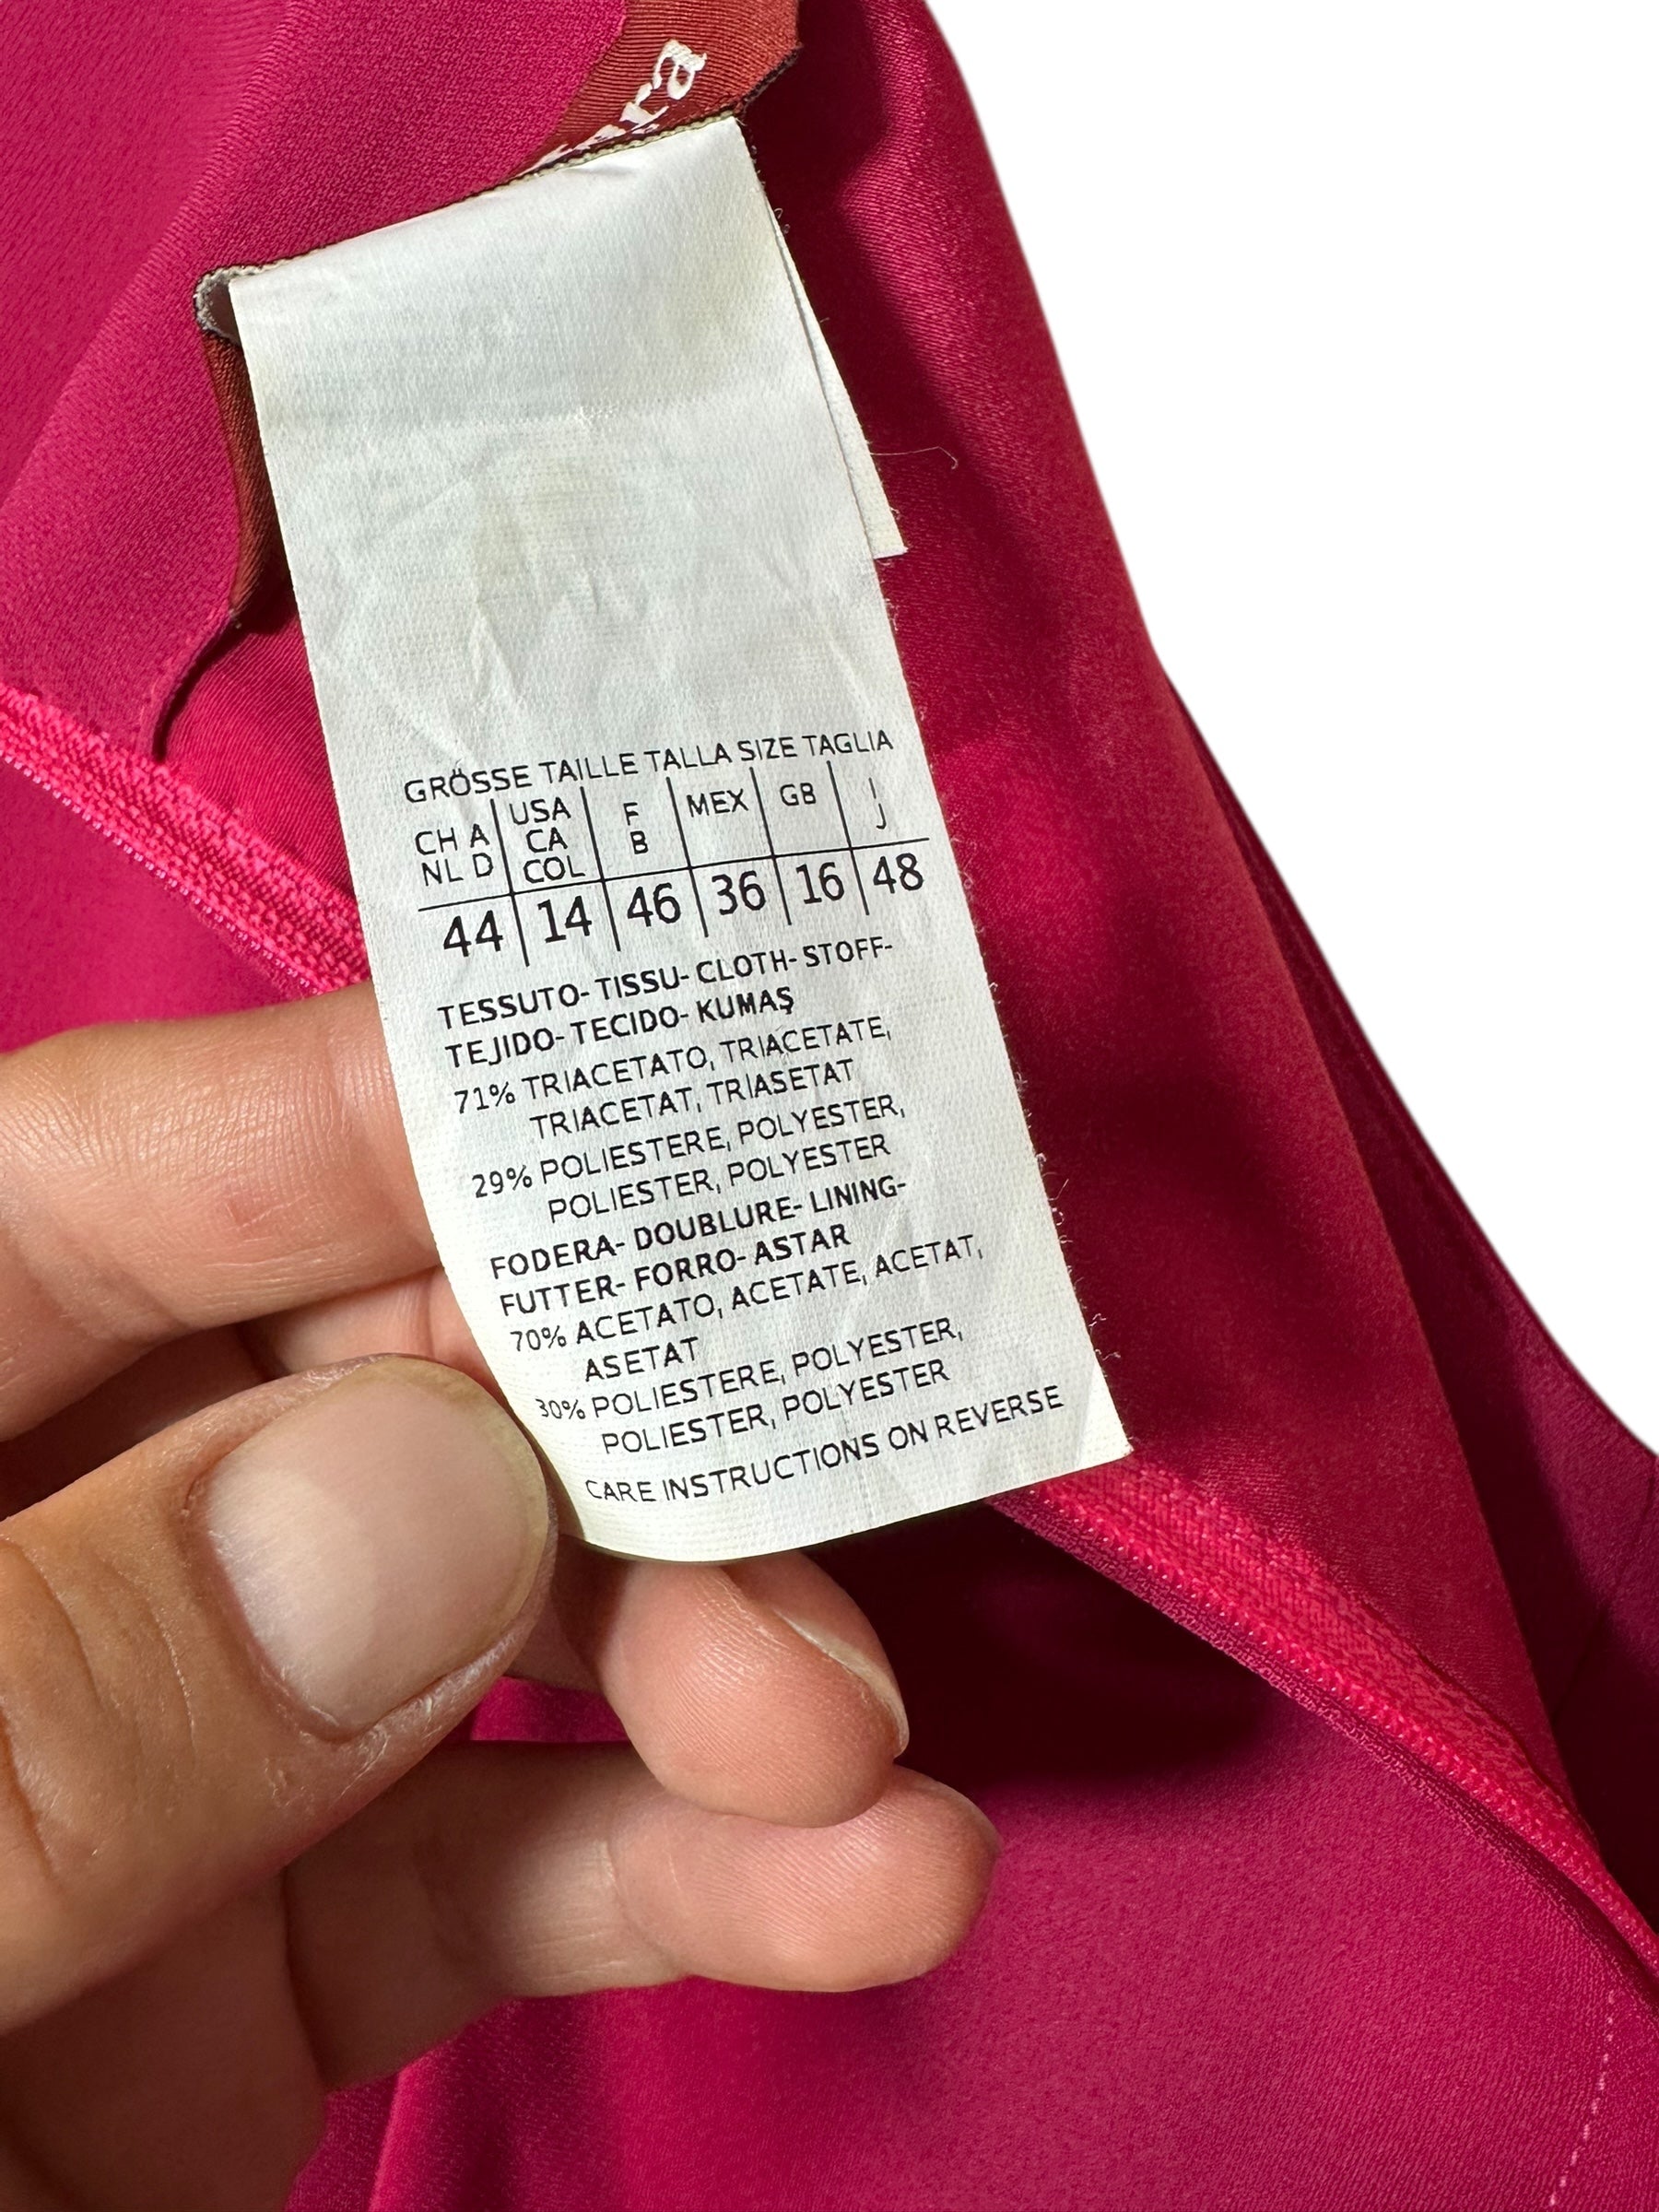 GRÖSSE TAILLE TALLA SIZE TAGLIA
CH A NL D | USA CA COL | F B | MEX | GB | I J
44 | 14 | 46 | 36 | 16 | 48
TESSUTO- TISSU- CLOTH- STOFF-
TEJIDO- TECIDO- KUMAŞ
71% TRIACETATO, TRIACETATE,
TRIACETAT, TRIASETAT
29% POLIESTERE, POLYESTER,
POLIESTER, POLYESTER
FODERA- DOUBLURE- LINING-
FUTTER- FORRO- ASTAR
70% ACETATO, ACETATE, ACETAT,
ASETAT
30% POLIESTERE, POLYESTER,
POLIESTER, POLYESTER
CARE INSTRUCTIONS ON REVERSE